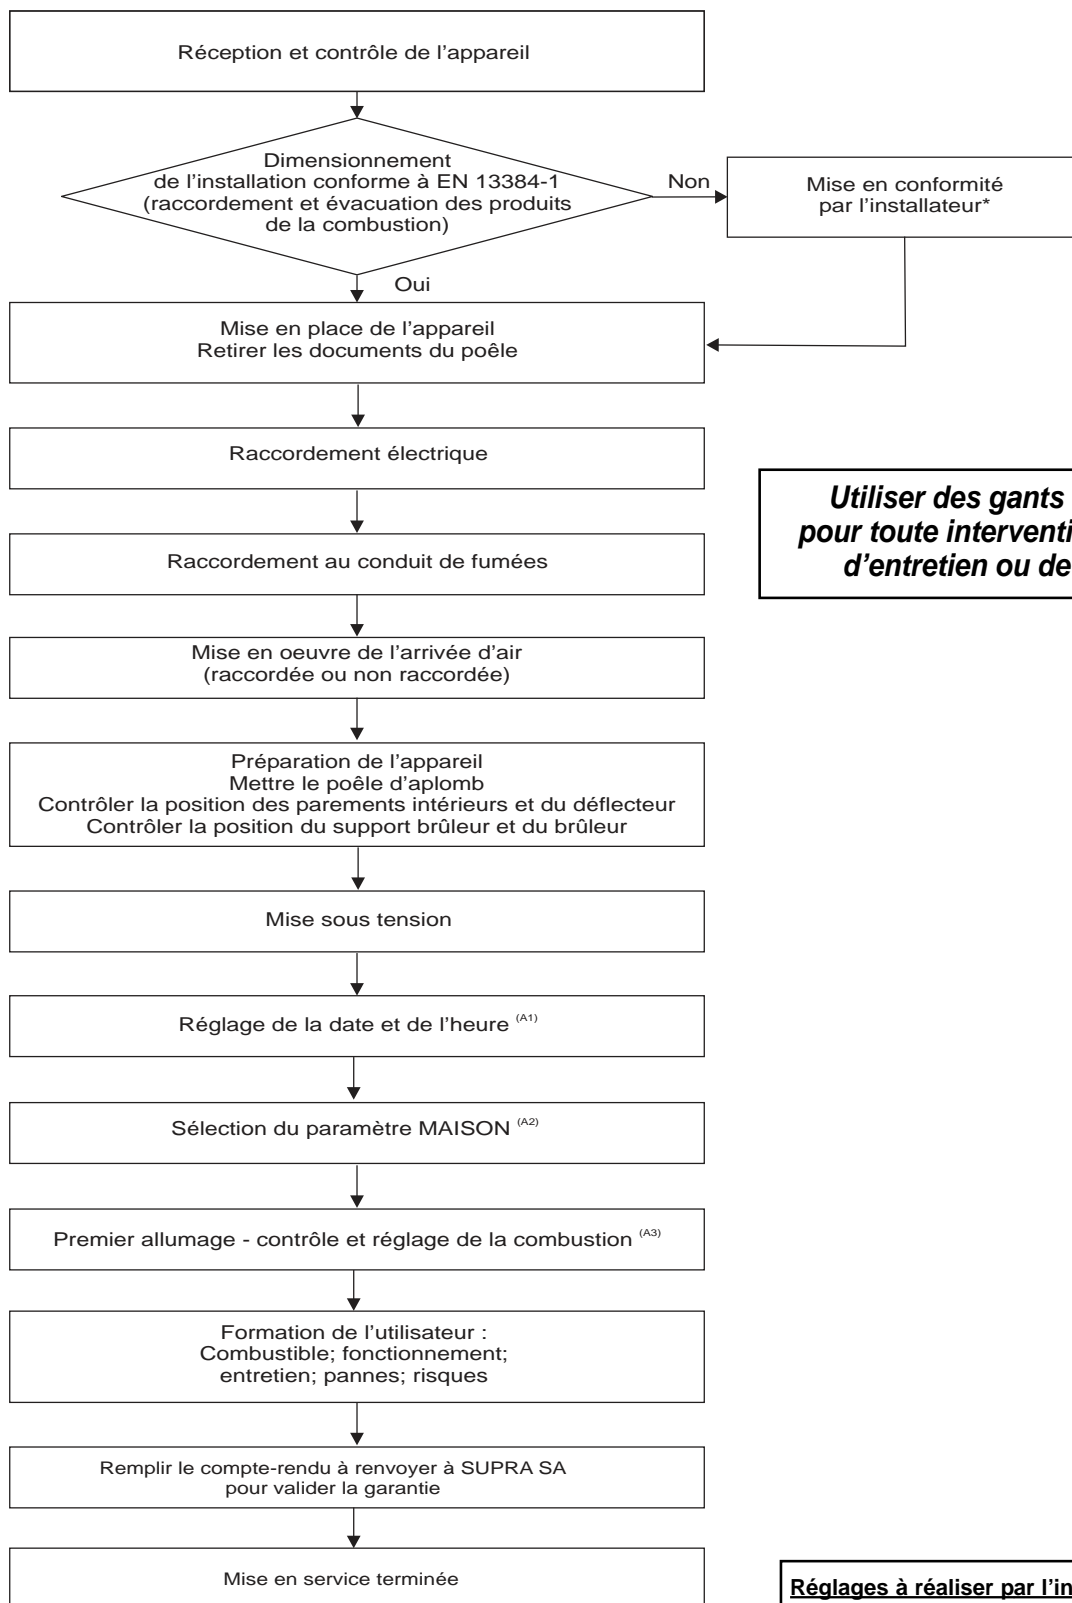 Réception et contrôle de l'appareil
Dimensionnement
de l'installation conforme à EN 13384-1
(raccordement et évacuation des produits
de la combustion)
Non
Mise en conformité
par l'installateur*
Oui
Mise en place de l'appareil
Retirer les documents du poêle
Raccordement électrique
Utiliser des gants
pour toute interventi
d'entretien ou de
Raccordement au conduit de fumées
Mise en oeuvre de l'arrivée d'air
(raccordée ou non raccordée)
Préparation de l'appareil
Mettre le poêle d'aplomb
Contrôler la position des parements intérieurs et du déflecteur
Contrôler la position du support brûleur et du brûleur
Mise sous tension
Réglage de la date et de l'heure (A1)
Sélection du paramètre MAISON (A2)
Premier allumage - contrôle et réglage de la combustion (A3)
Formation de l'utilisateur :
Combustible; fonctionnement;
entretien; pannes; risques
Remplir le compte-rendu à renvoyer à SUPRA SA
pour valider la garantie
Mise en service terminée
Réglages à réaliser par l'in